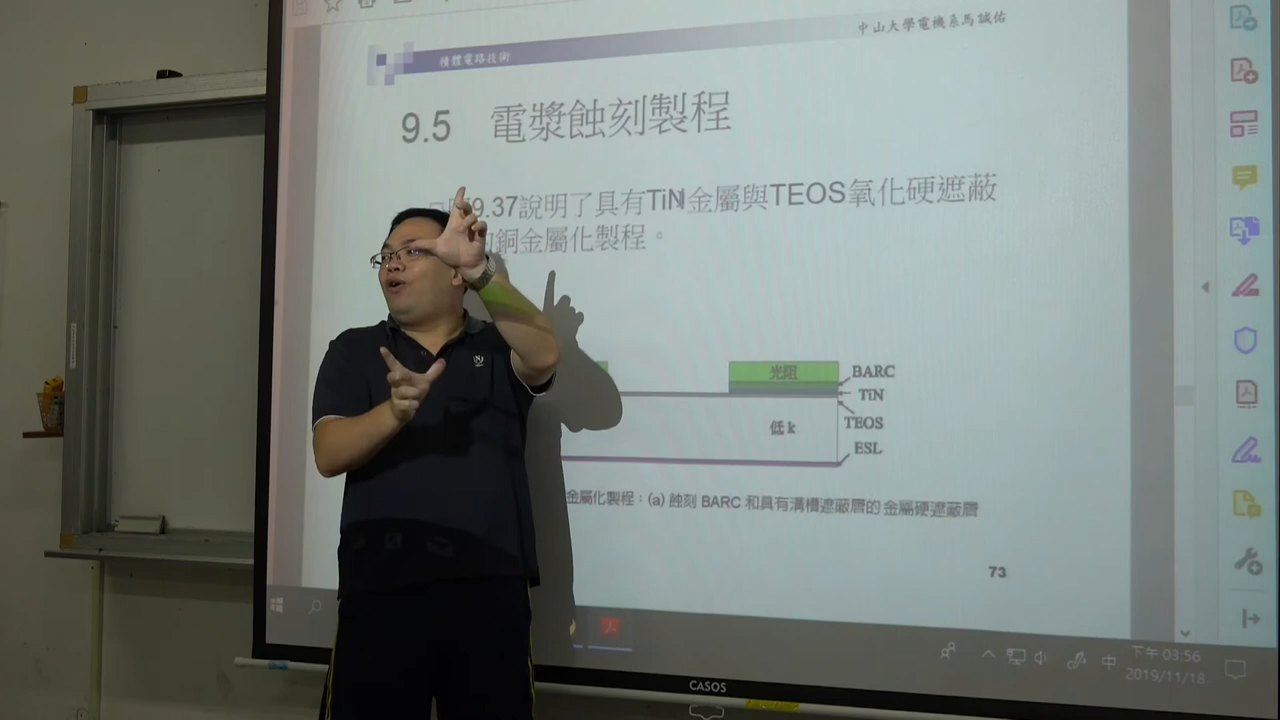 中山大學電機系馬誠佑
積體電路技術
9.5 電漿蝕刻製程
9.37說明了具有TiN金屬與TEOS氧化硬遮蔽
銅金屬化製程。
光阻
BARC
TiN
低 k
TEOS
ESL
金屬化製程：(a) 蝕刻 BARC 和具有溝槽遮蔽層的 金屬硬遮蔽層
73
中
下午 03:56
2019/11/18
CASOS